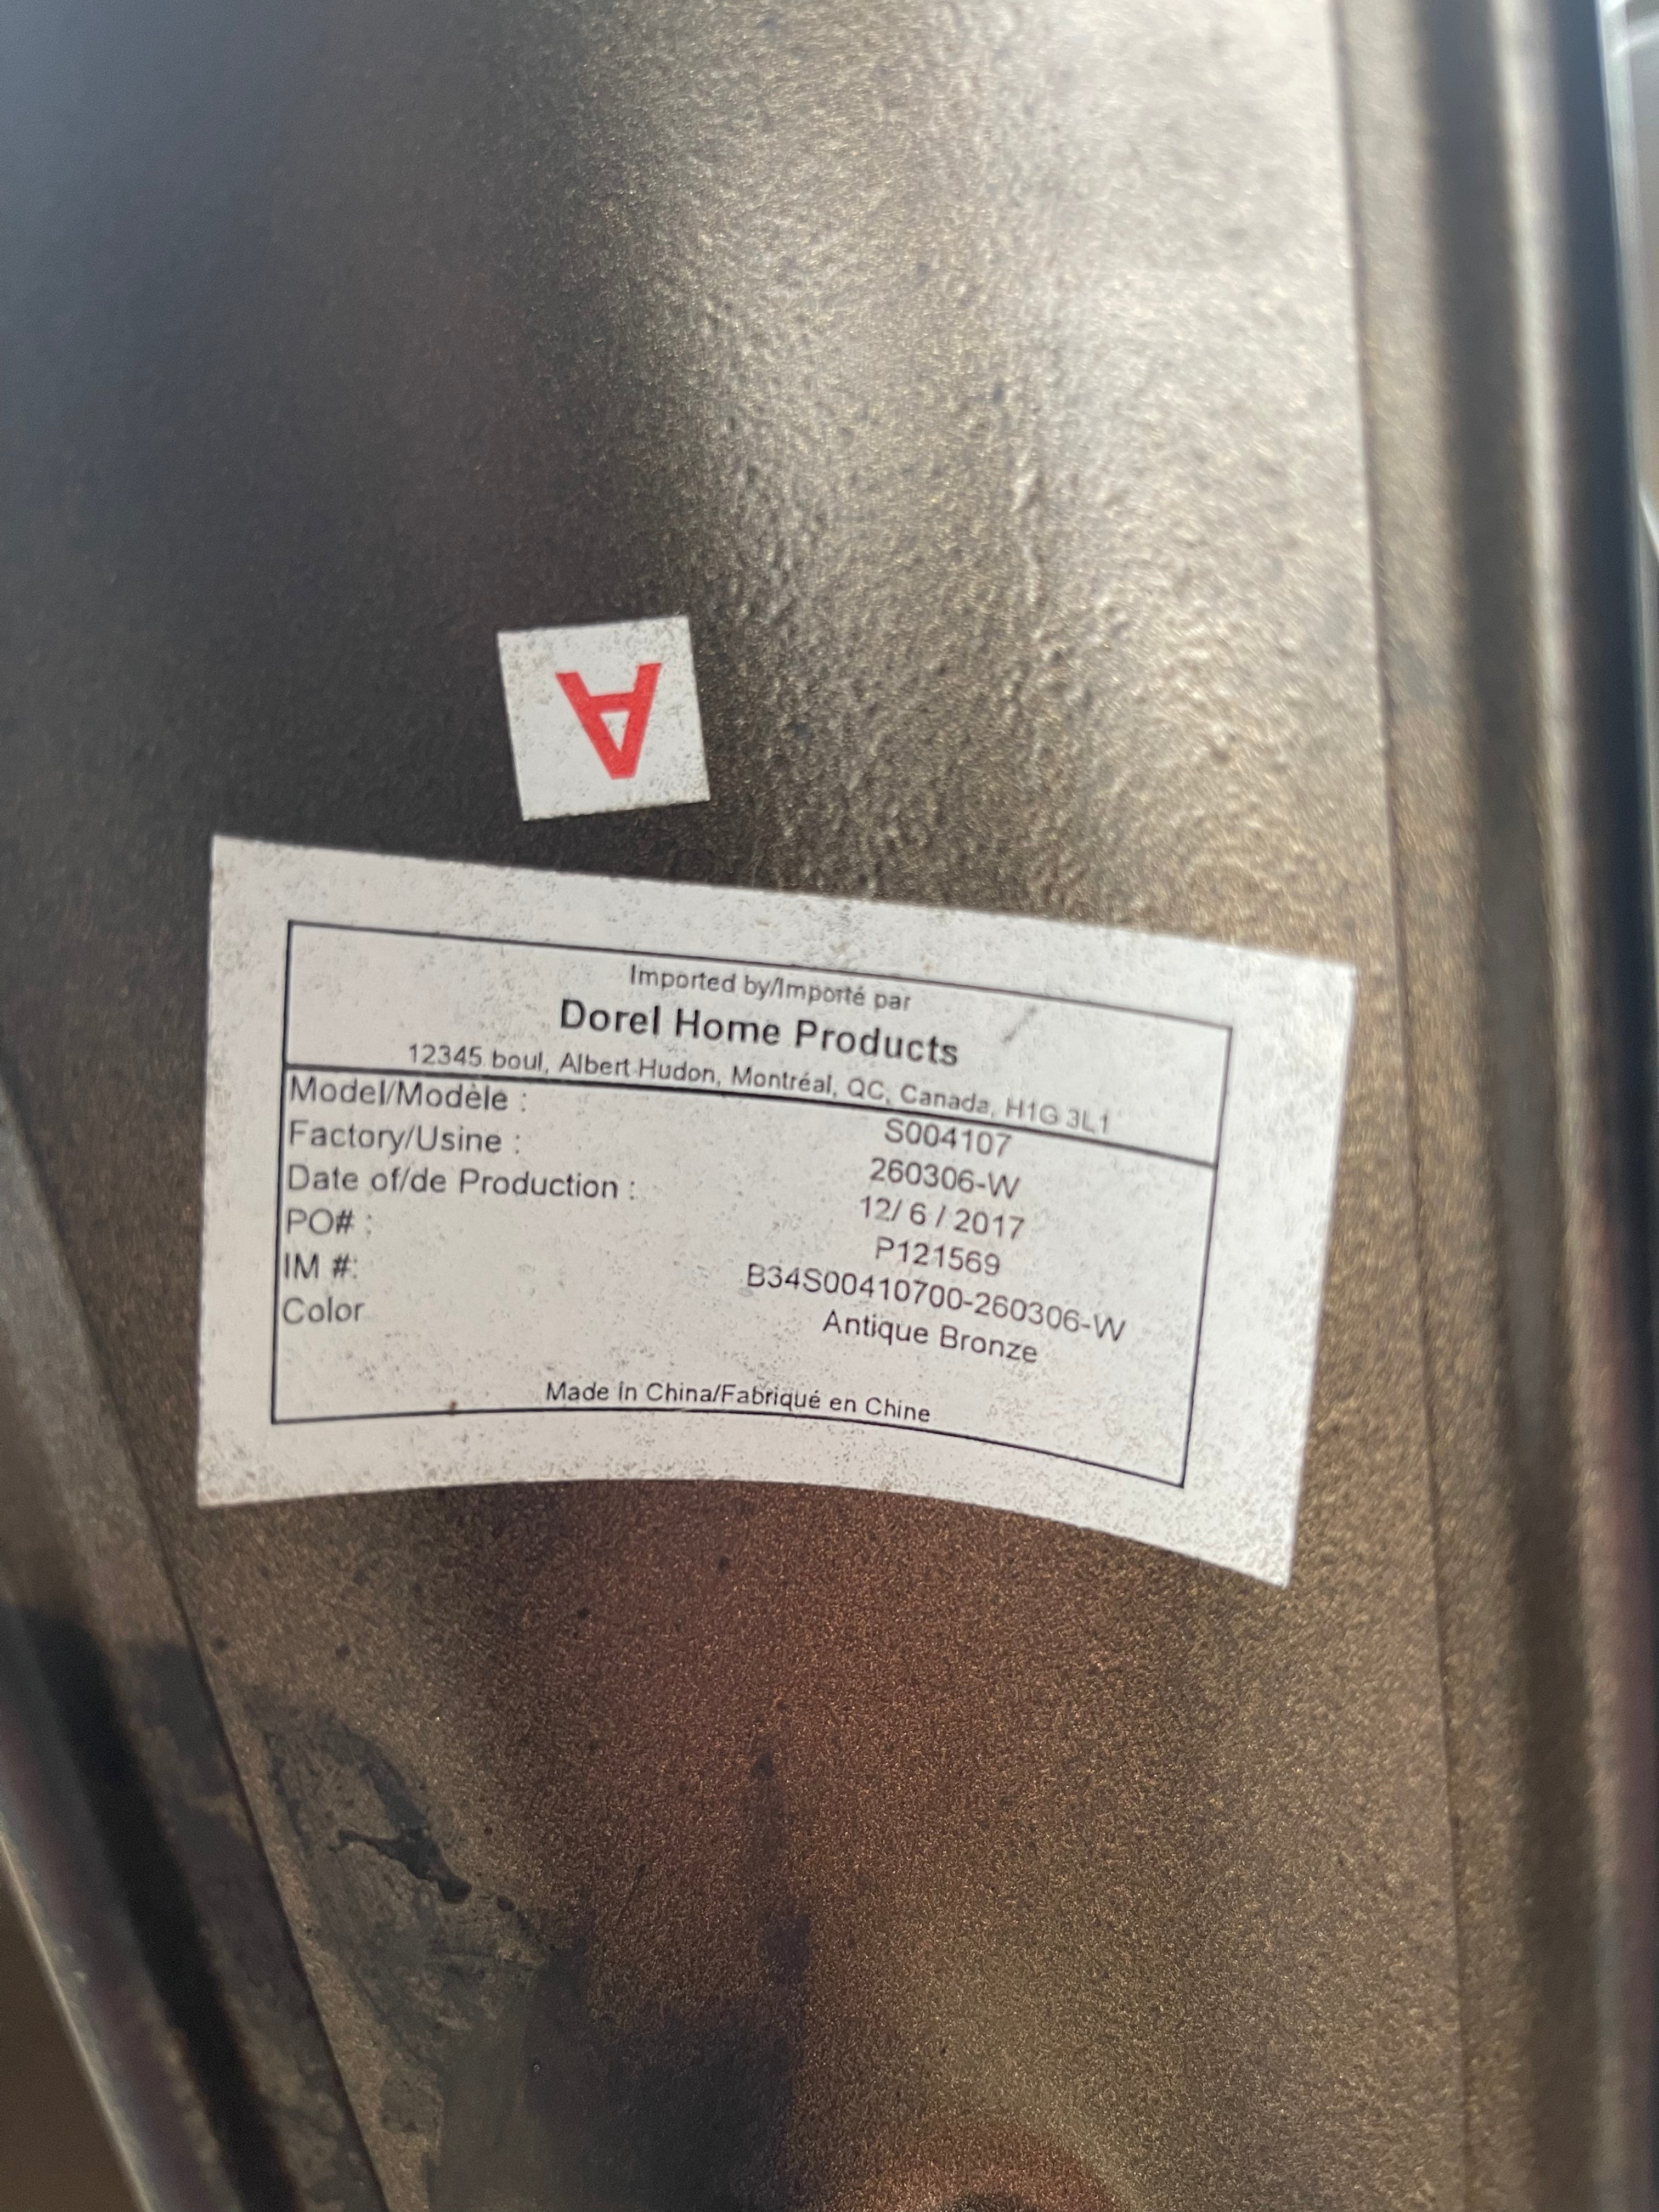 A
Imported by/Importé par
Dorel Home Products
12345 boul, Albert Hudon, Montréal, QC, Canada, H1G 3L1
Model/Modèle : S004107
Factory/Usine : 260306-W
Date of/de Production : 12/ 6 / 2017
PO# : P121569
IM #: B34S00410700-260306-W
Color Antique Bronze
Made in China/Fabriqué en Chine